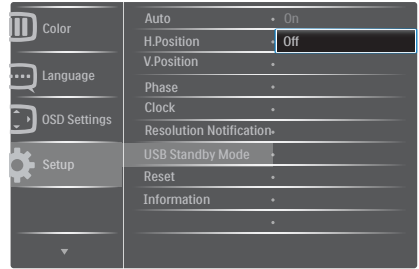 Color
Language
OSD Settings
Setup
Auto
H.Position
V.Position
Phase
Clock
Resolution Notification
USB Standby Mode
Reset
Information
On
Off